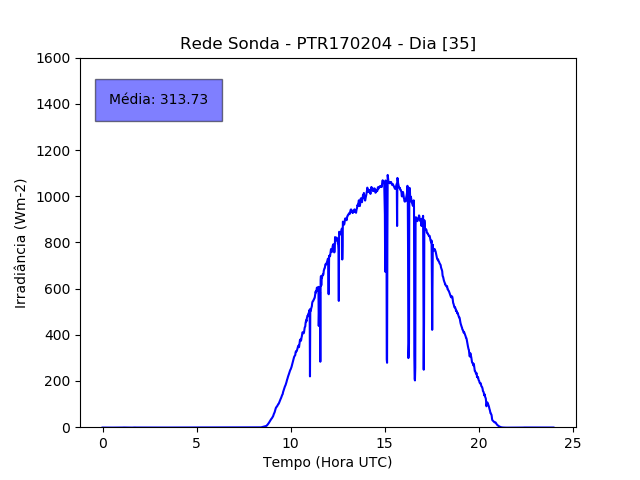 Rede Sonda - PTR170204 - Dia [35]
1600
1400
1200
1000
800
600
400
200
0
Irradiância (Wm-2)
Média: 313.73
0 5 10 15 20 25
Tempo (Hora UTC)